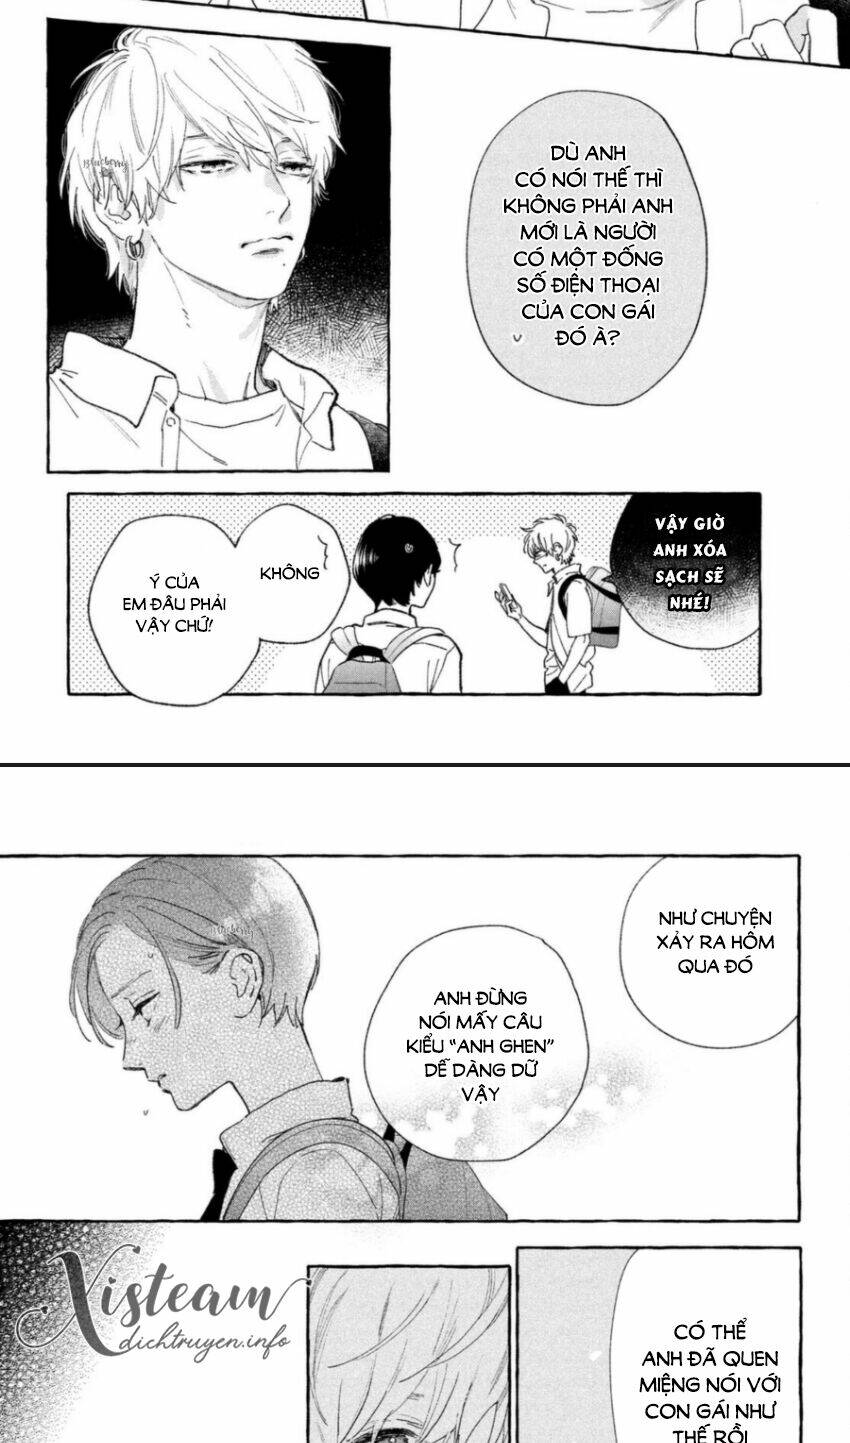 DÙ ANH
CÓ NÓI THẾ THÌ
KHÔNG PHẢI ANH
MỚI LÀ NGƯỜI
CÓ MỘT ĐỐNG
SỐ ĐIỆN THOẠI
CỦA CON GÁI
ĐÓ À?
Blueberry
VẬY GIỜ
ANH XÓA
SẠCH SẼ
NHÉ!
KHÔNG
Ý CỦA
EM ĐÂU PHẢI
VẬY CHỨ!
NHƯ CHUYỆN
XẢY RA HÔM
QUA ĐÓ
ANH ĐỪNG
NÓI MẤY CÂU
KIỂU “ANH GHEN”
DỄ DÀNG DỮ
VẬY
Blueberry
CÓ THỂ
ANH ĐÃ QUEN
MIỆNG NÓI VỚI
CON GÁI NHƯ
THẾ RỒI
Xisteam
dichtruyen.info